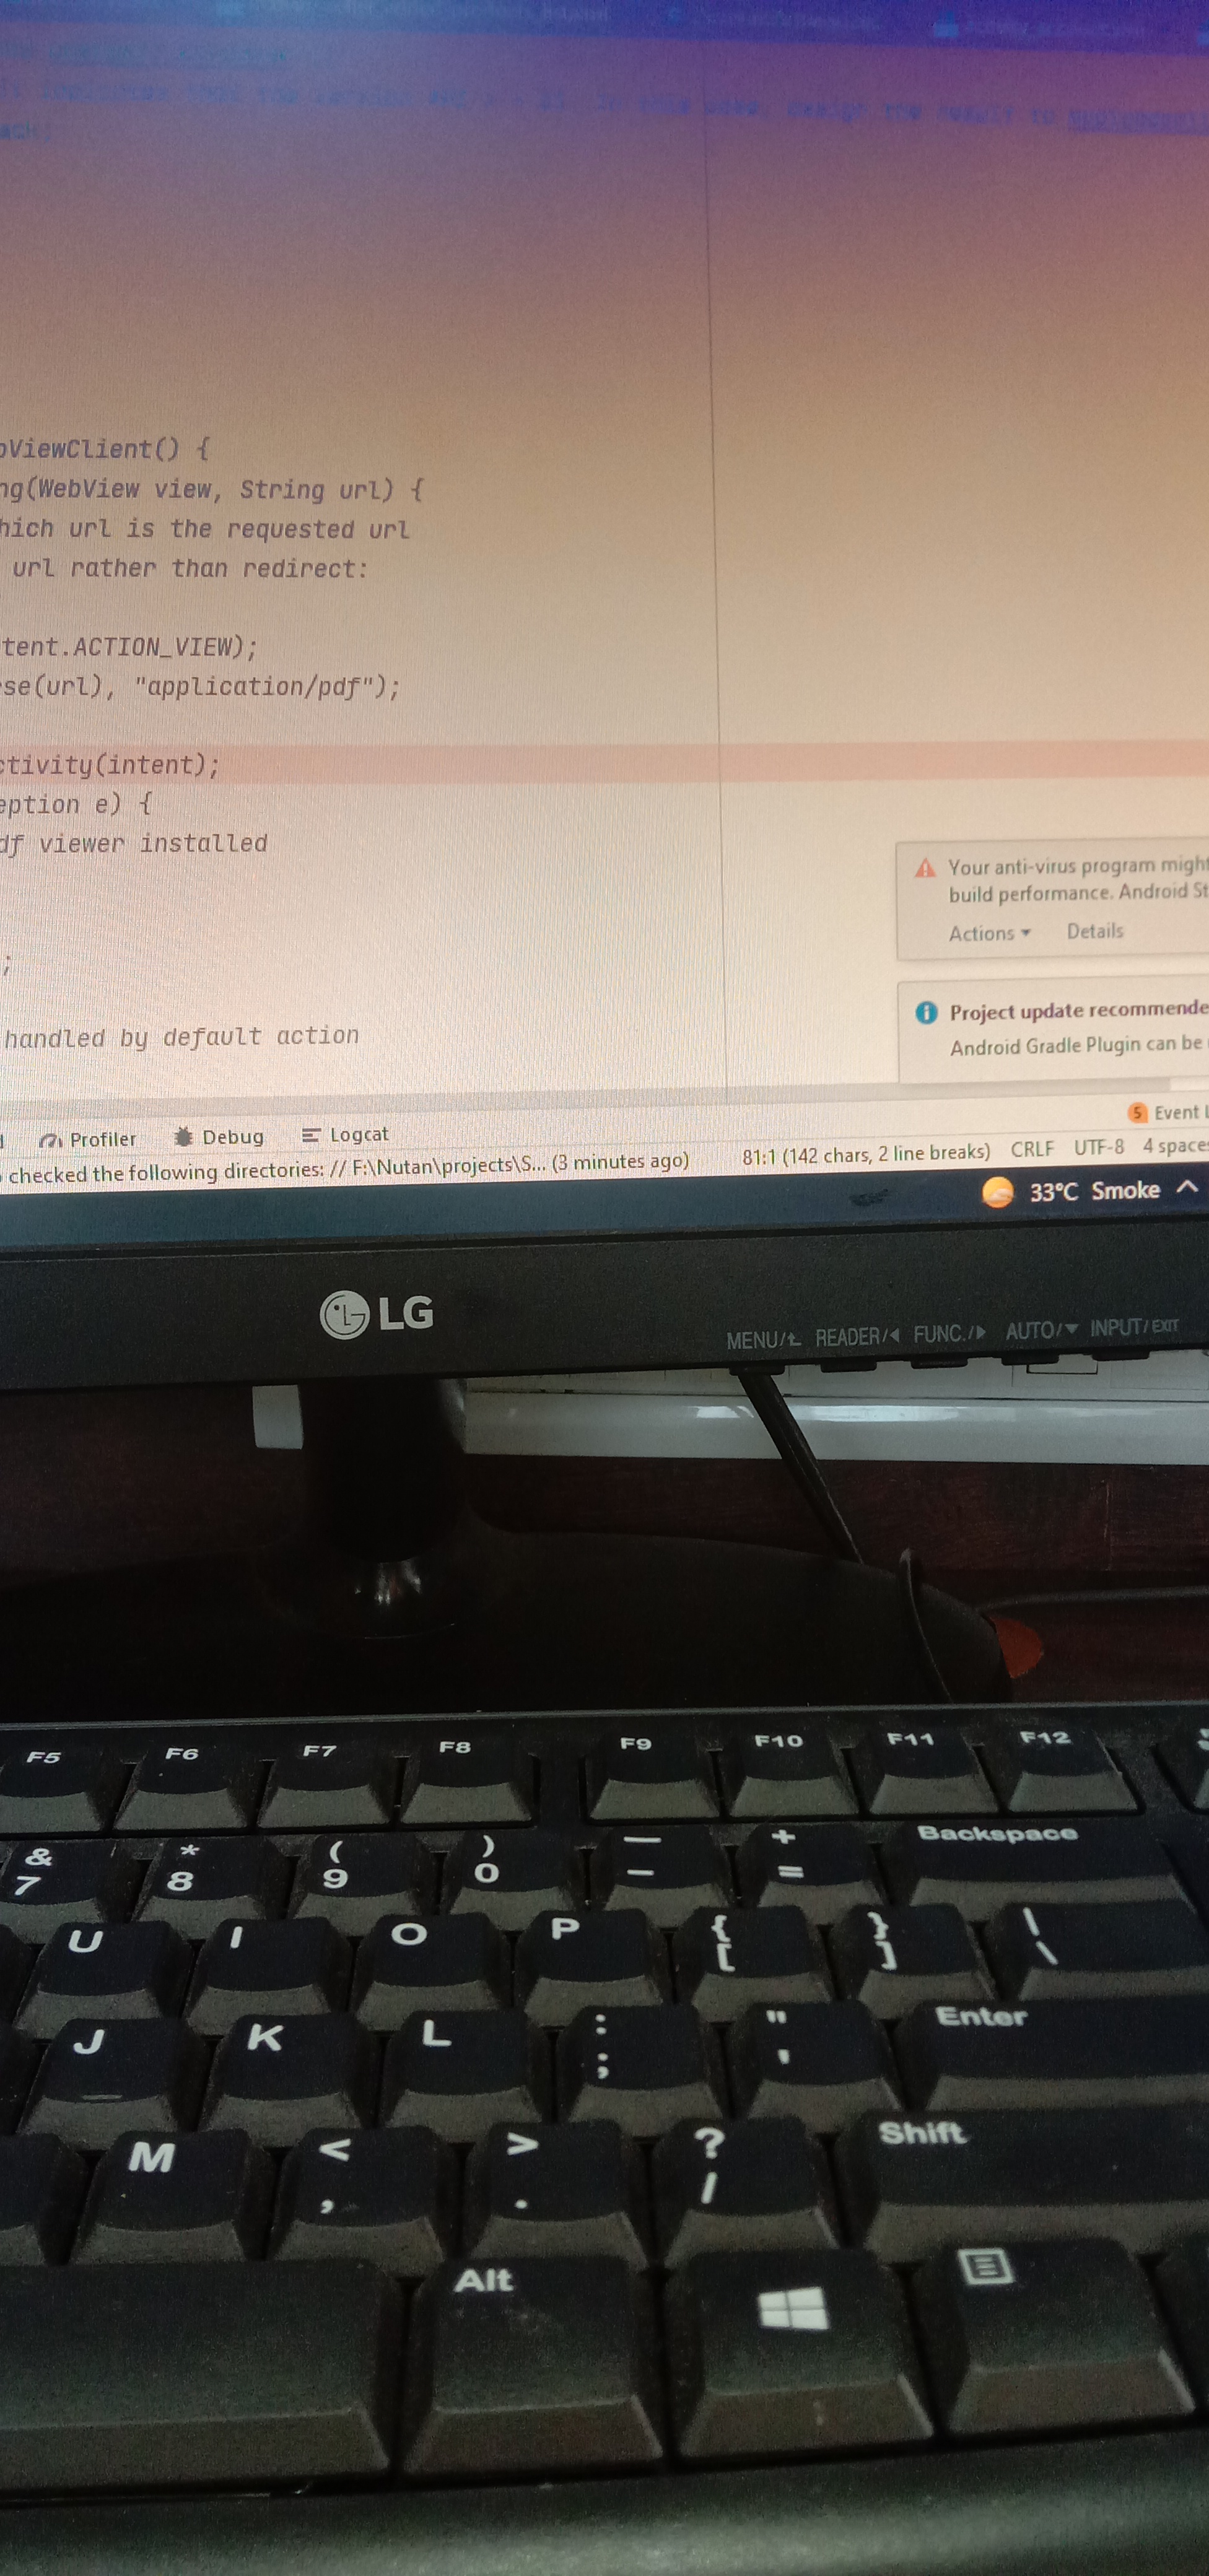 ack;
bViewClient() {
ng(WebView view, String url) {
hich url is the requested url
url rather than redirect:
tent.ACTION_VIEW);
se(url), "application/pdf");
ctivity(intent);
eption e) {
df viewer installed
;
handled by default action
Your anti-virus program might
build performance. Android St
Actions Details
Project update recommende
Android Gradle Plugin can be
5 Event L
Profiler Debug Logcat
checked the following directories: // F:\Nutan\projects\S... (3 minutes ago) 81:1 (142 chars, 2 line breaks) CRLF UTF-8 4 space
33°C Smoke
LG
MENU/ READER/ FUNC./ AUTO/ INPUT/EXIT
F5 F6 F7 F8 F9 F10 F11 F12
& * ( ) — +
7 8 9 0 – = Backspace
U I O P { } |
[ ] \
J K L : " Enter
; '
M < > ? Shift
, . /
Alt